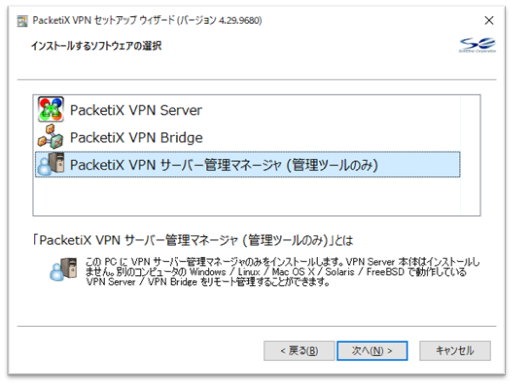 PacketiX VPN セットアップ ウィザード (バージョン 4.29.9680)
インストールするソフトウェアの選択
PacketiX VPN Server
PacketiX VPN Bridge
PacketiX VPN サーバー管理マネージャ (管理ツールのみ)
「PacketiX VPN サーバー管理マネージャ (管理ツールのみ)」とは
この PC に VPN サーバー管理マネージャのみをインストールします。VPN Server 本体はインストールし
ません。別のコンピュータの Windows / Linux / Mac OS X / Solaris / FreeBSD で動作している
VPN Server / VPN Bridge をリモート管理することができます。
< 戻る(B)
次へ(N) >
キャンセル